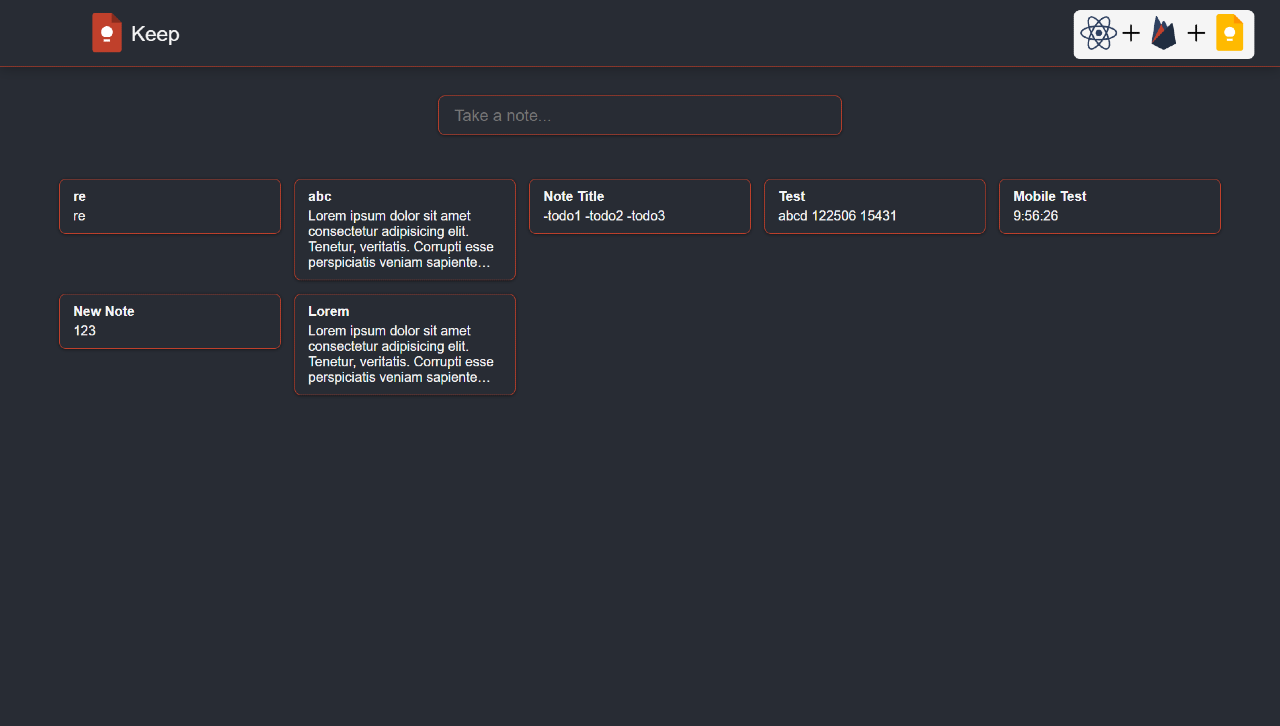 Keep
Take a note...
re
re
abc
Lorem ipsum dolor sit amet
consectetur adipisicing elit.
Tenetur, veritatis. Corrupti esse
perspiciatis veniam sapiente...
Note Title
-todo1 -todo2 -todo3
Test
abcd 122506 15431
Mobile Test
9:56:26
New Note
123
Lorem
Lorem ipsum dolor sit amet
consectetur adipisicing elit.
Tenetur, veritatis. Corrupti esse
perspiciatis veniam sapiente...